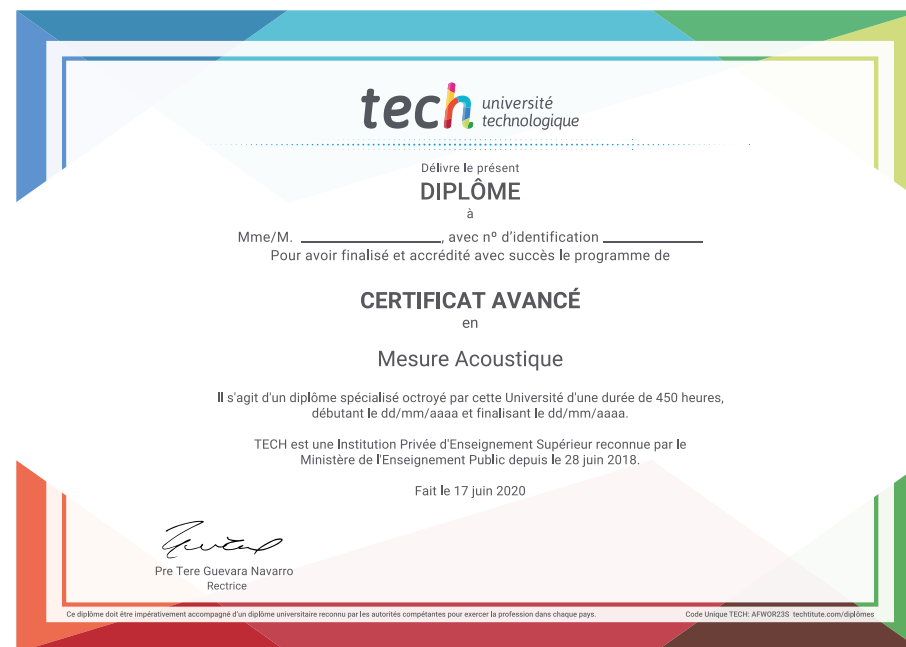 tech université
technologique
Délivre le présent
DIPLÔME
à
Mme/M. ____________________, avec nº d'identification ______________
Pour avoir finalisé et accrédité avec succès le programme de
CERTIFICAT AVANCÉ
en
Mesure Acoustique
Il s'agit d'un diplôme spécialisé octroyé par cette Université d'une durée de 450 heures,
débutant le dd/mm/aaaa et finalisant le dd/mm/aaaa.
TECH est une Institution Privée d'Enseignement Supérieur reconnue par le
Ministère de l'Enseignement Public depuis le 28 juin 2018.
Fait le 17 juin 2020
Pre Tere Guevara Navarro
Rectrice
Ce diplôme doit être impérativement accompagné d'un diplôme universitaire reconnu par les autorités compétantes pour exercer la profession dans chaque pays.
Code Unique TECH: AFWOR23S techtitute.com/diplômes